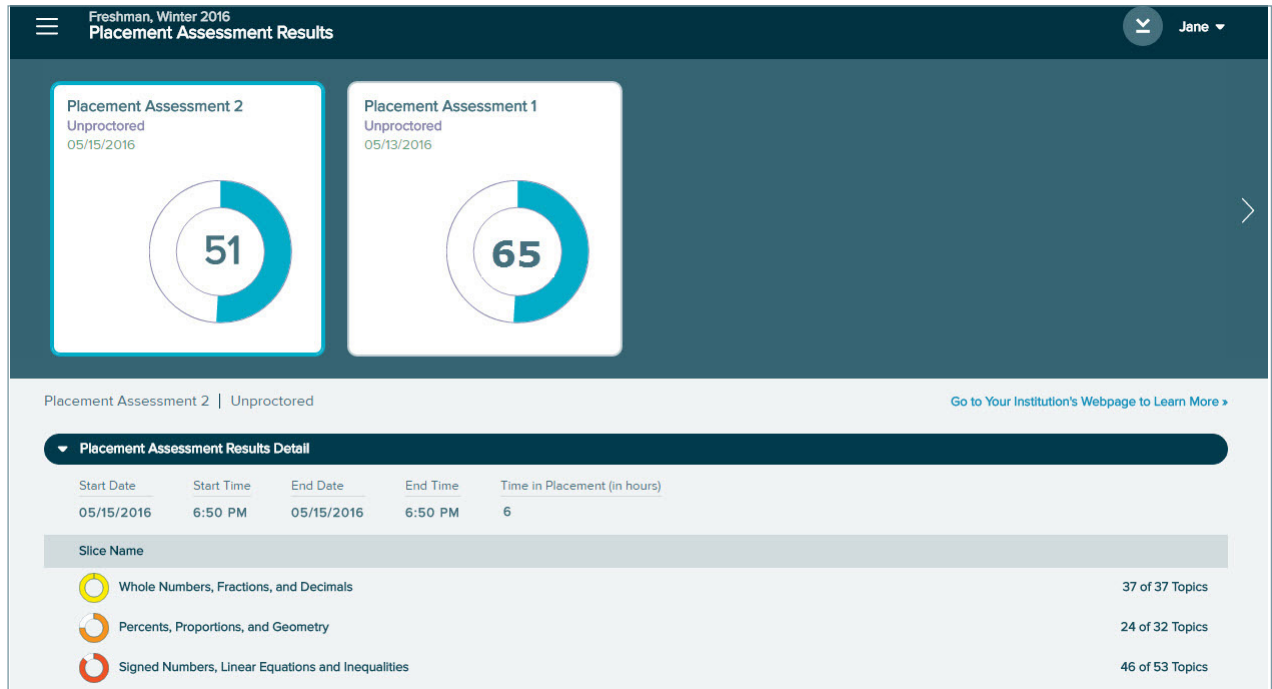 Freshman, Winter 2016
Placement Assessment Results
Jane
Placement Assessment 2
Unproctored
05/15/2016
51
Placement Assessment 1
Unproctored
05/13/2016
65
Placement Assessment 2 | Unproctored
Go to Your Institution's Webpage to Learn More »
Placement Assessment Results Detail
Start Date Start Time End Date End Time Time in Placement (in hours)
05/15/2016 6:50 PM 05/15/2016 6:50 PM 6
Slice Name
Whole Numbers, Fractions, and Decimals 37 of 37 Topics
Percents, Proportions, and Geometry 24 of 32 Topics
Signed Numbers, Linear Equations and Inequalities 46 of 53 Topics